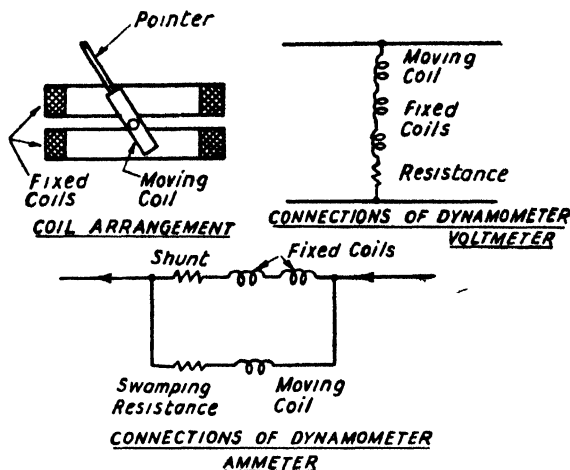 Pointer
Fixed
Coils
Moving
Coil
COIL ARRANGEMENT
Moving
Coil
Fixed
Coils
Resistance
CONNECTIONS OF DYNAMOMETER
VOLTMETER
Shunt
Fixed Coils
Swamping
Resistance
Moving
Coil
CONNECTIONS OF DYNAMOMETER
AMMETER